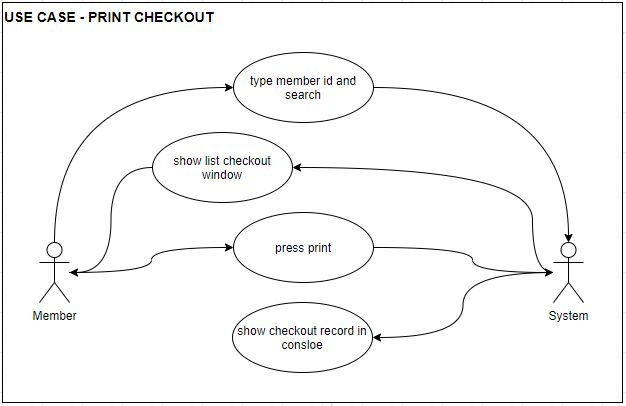 USE CASE - PRINT CHECKOUT
type member id and
search
show list checkout
window
press print
show checkout record in
consloe
Member
System